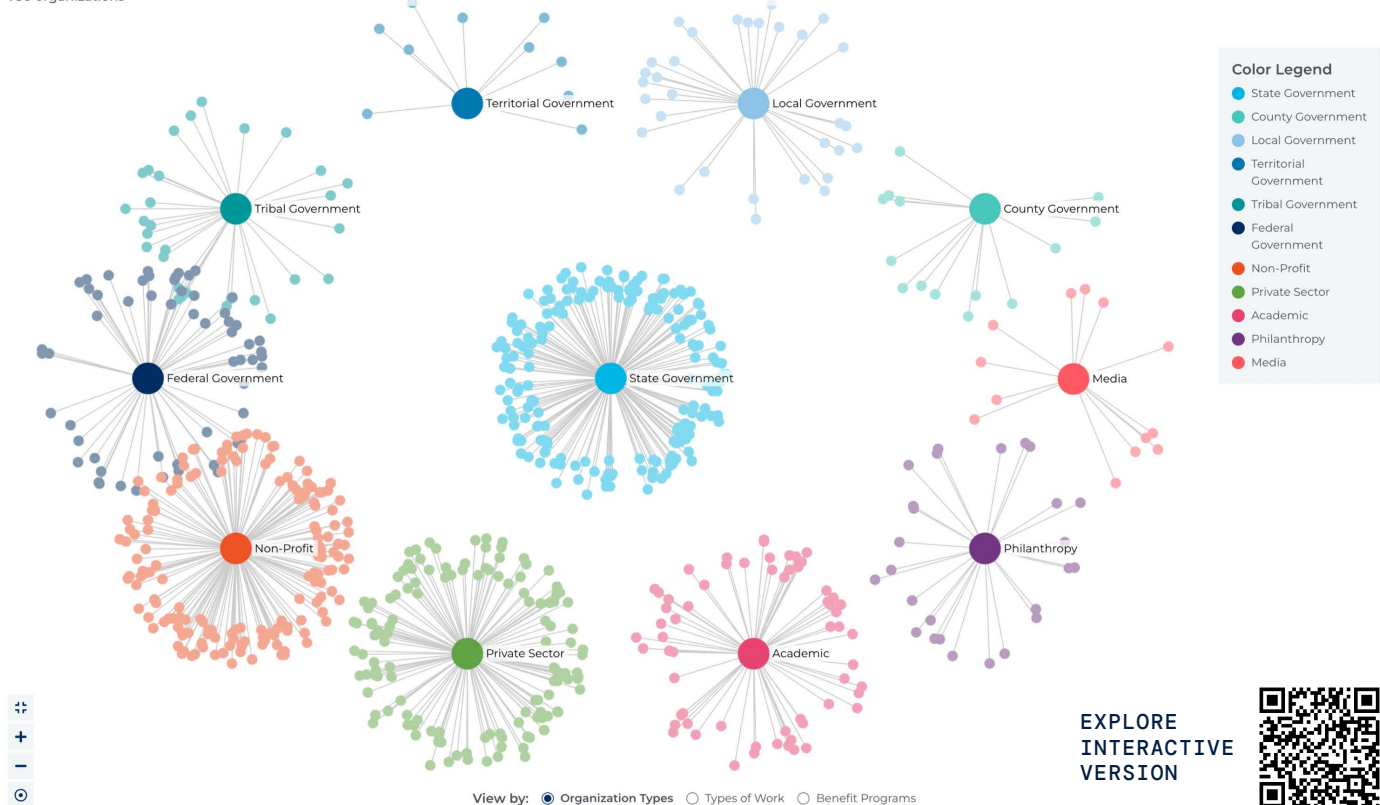 organizations
Territorial Government
Local Government
Tribal Government
County Government
Federal Government
State Government
Media
Non-Profit
Philanthropy
Private Sector
Academic
Color Legend
State Government
County Government
Local Government
Territorial
Government
Tribal Government
Federal
Government
Non-Profit
Private Sector
Academic
Philanthropy
Media
EXPLORE
INTERACTIVE
VERSION
View by: Organization Types Types of Work Benefit Programs